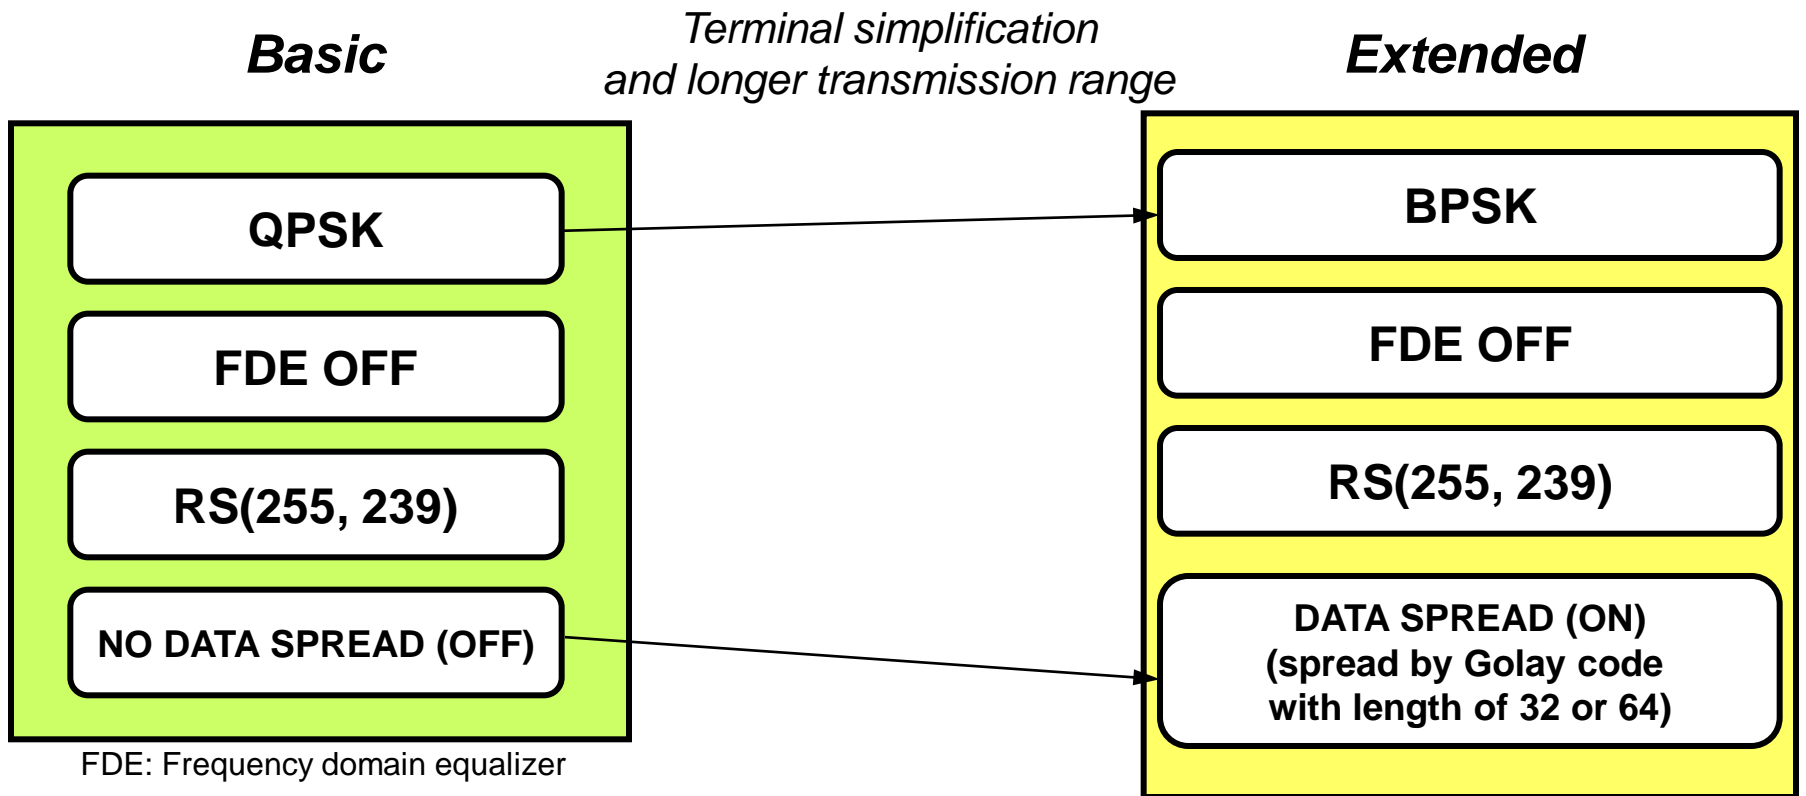 Basic
Terminal simplification
and longer transmission range
Extended
QPSK
FDE OFF
RS(255, 239)
NO DATA SPREAD (OFF)
FDE: Frequency domain equalizer
BPSK
FDE OFF
RS(255, 239)
DATA SPREAD (ON)
(spread by Golay code
with length of 32 or 64)